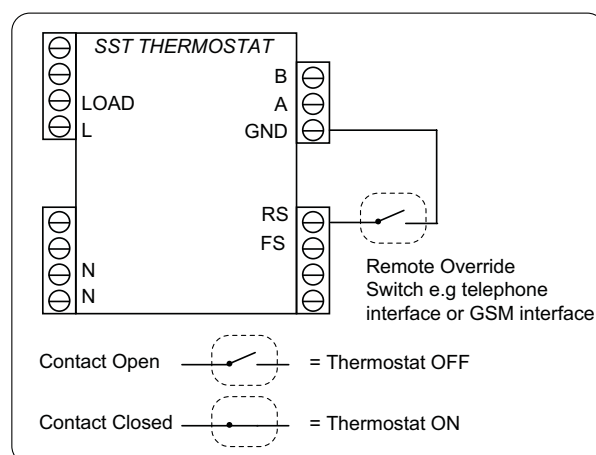 SST THERMOSTAT
B
A
LOAD
L
GND
RS
FS
N
N
Remote Override
Switch e.g telephone
interface or GSM interface
Contact Open = Thermostat OFF
Contact Closed = Thermostat ON